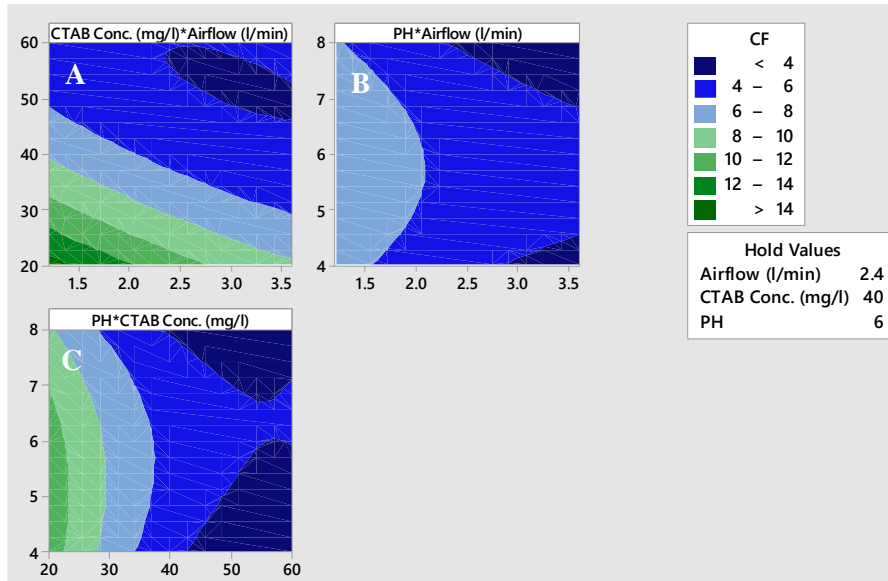 CTAB Conc. (mg/l)*Airflow (l/min)
A
60
50
40
30
20
1.5 2.0 2.5 3.0 3.5
PH*Airflow (l/min)
B
8
7
6
5
4
1.5 2.0 2.5 3.0 3.5
CF
< 4
4 – 6
6 – 8
8 – 10
10 – 12
12 – 14
> 14
Hold Values
Airflow (l/min) 2.4
CTAB Conc. (mg/l) 40
PH 6
PH*CTAB Conc. (mg/l)
C
8
7
6
5
4
20 30 40 50 60